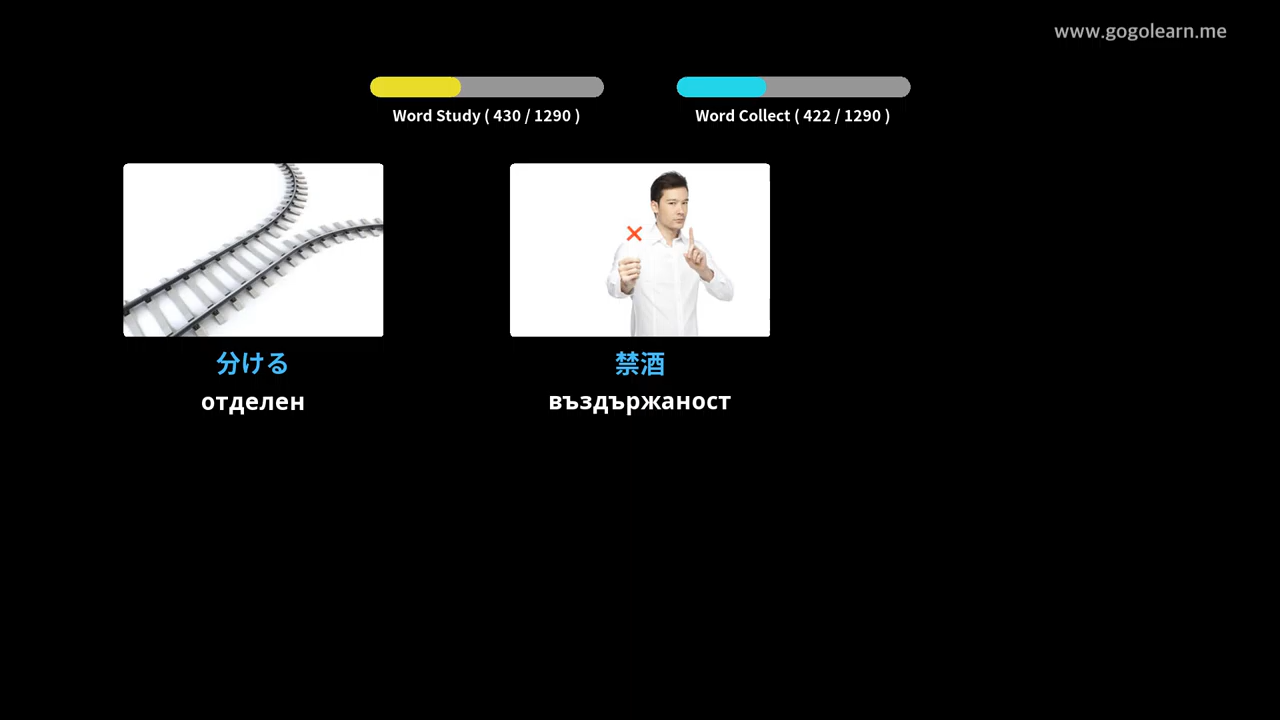 www.gogolearn.me
Word Study ( 430 / 1290 )
Word Collect ( 422 / 1290 )
分ける
отделен
禁酒
въздържаност